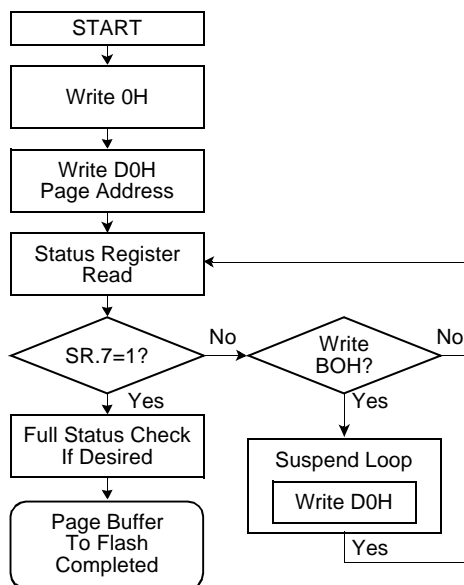 START
Write 0H
Write D0H
Page Address
Status Register
Read
SR.7=1?
No
Write
BOH?
No
Yes
Yes
Full Status Check
If Desired
Suspend Loop
Write D0H
Yes
Page Buffer
To Flash
Completed